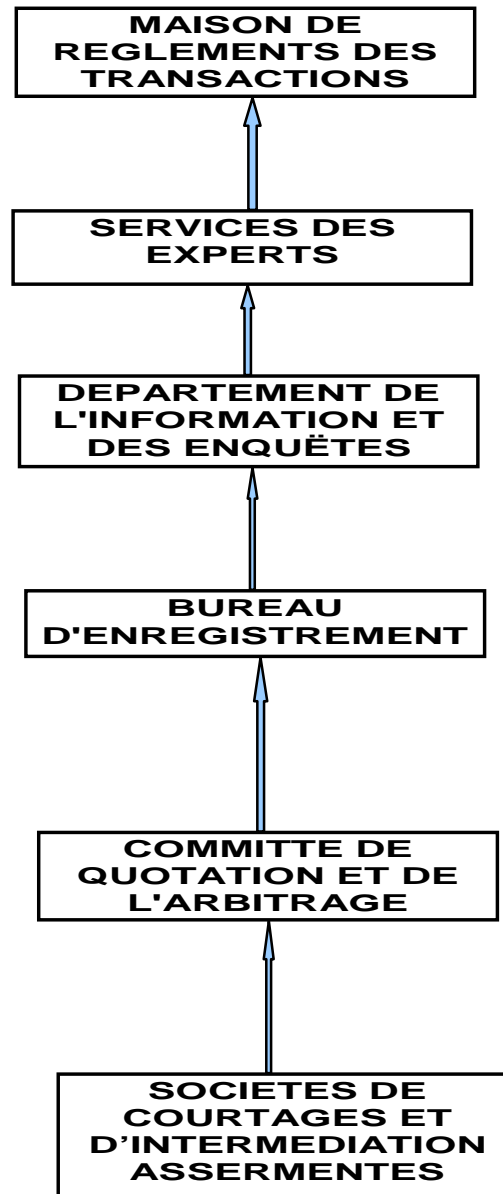 MAISON DE
REGLEMENTS DES
TRANSACTIONS
SERVICES DES
EXPERTS
DEPARTEMENT DE
L'INFORMATION ET
DES ENQUËTES
BUREAU
D'ENREGISTREMENT
COMMITTE DE
QUOTATION ET DE
L'ARBITRAGE
SOCIETES DE
COURTAGES ET
D’INTERMEDIATION
ASSERMENTES